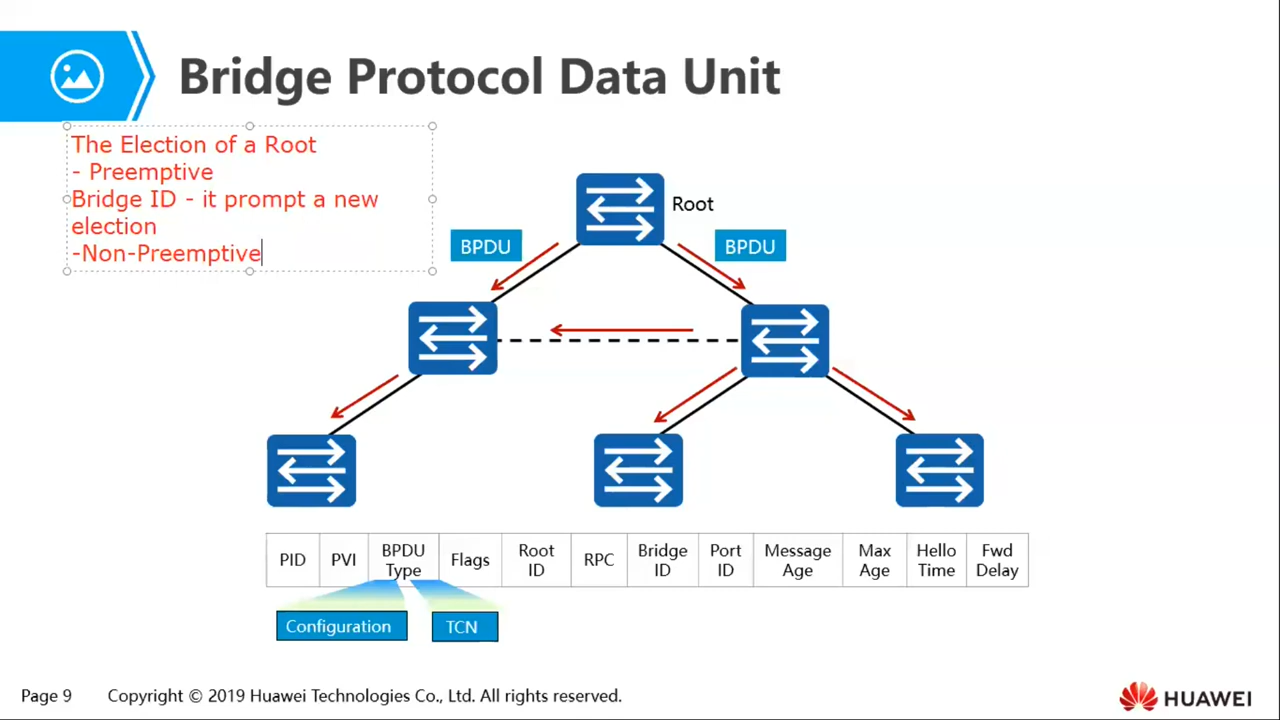 Bridge Protocol Data Unit
The Election of a Root
- Preemptive
Bridge ID - it prompt a new
election
-Non-Preemptive
Root
BPDU
BPDU
PID
PVI
BPDU
Type
Flags
Root
ID
RPC
Bridge
ID
Port
ID
Message
Age
Max
Age
Hello
Time
Fwd
Delay
Configuration
TCN
Page 9
Copyright © 2019 Huawei Technologies Co., Ltd. All rights reserved.
HUAWEI